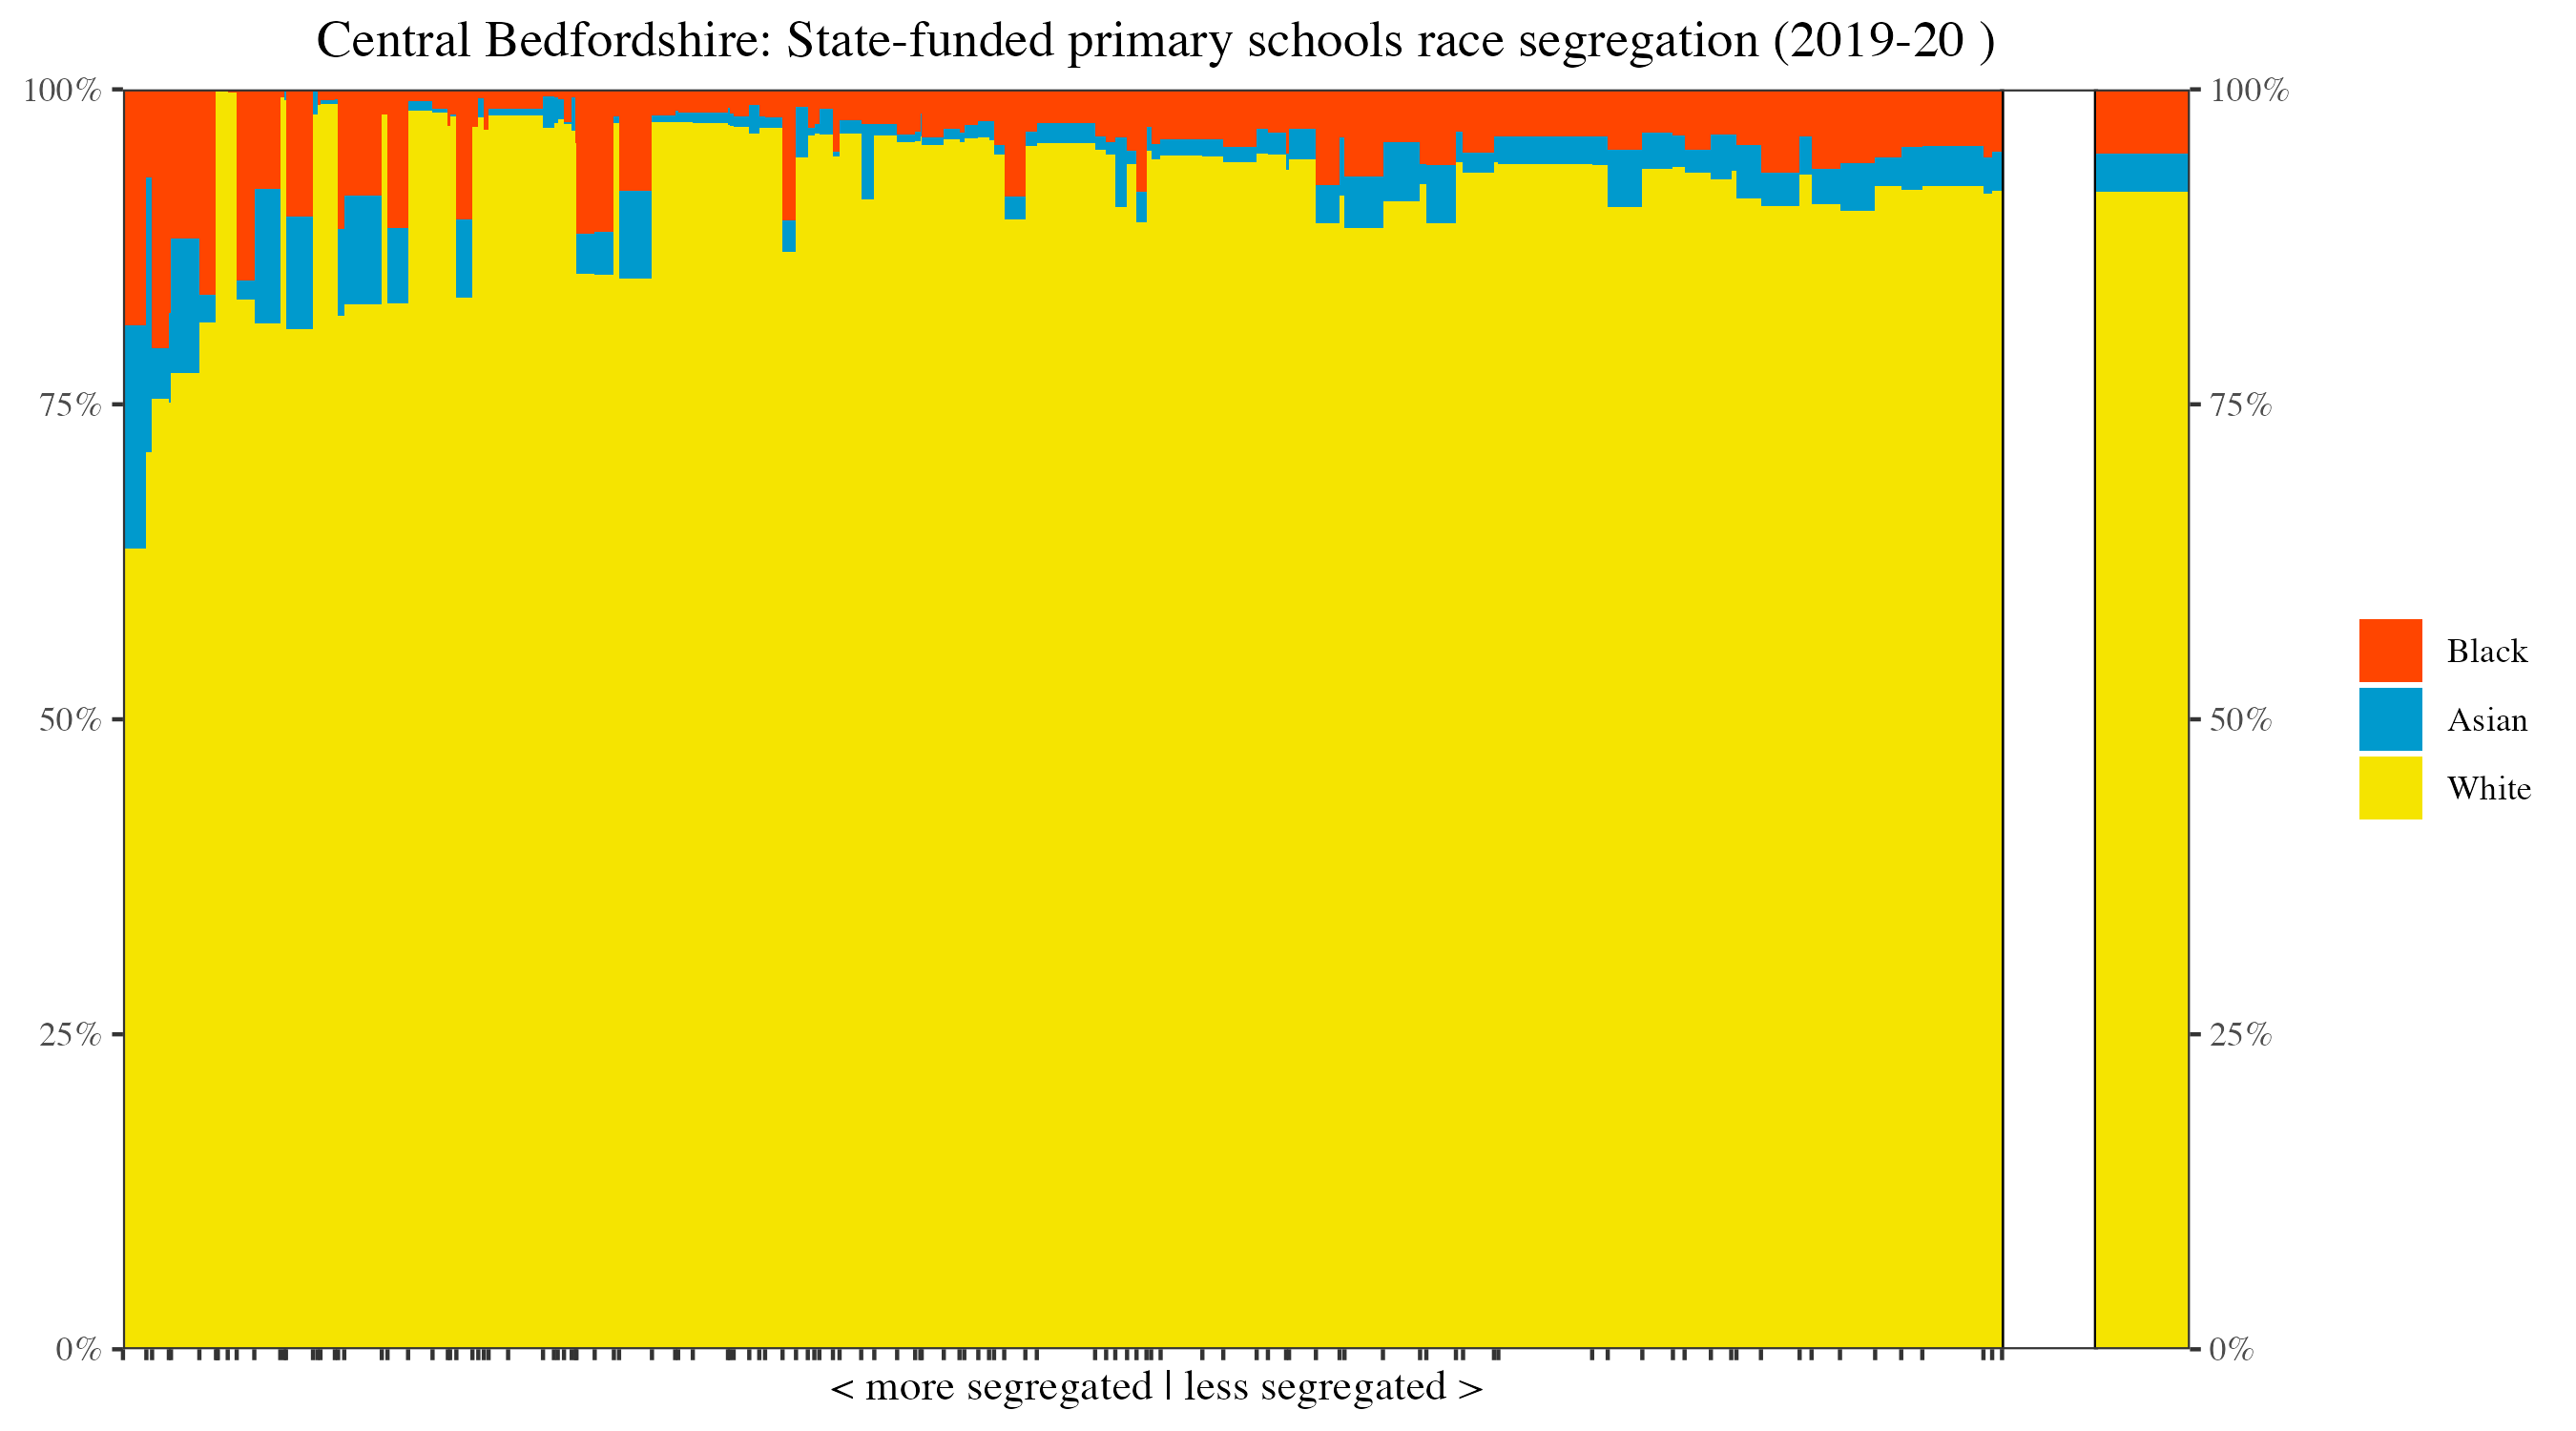 Central Bedfordshire: State-funded primary schools race segregation (2019-20 )
100%
75%
50%
25%
0%
100%
75%
50%
25%
0%
Black
Asian
White
< more segregated | less segregated >